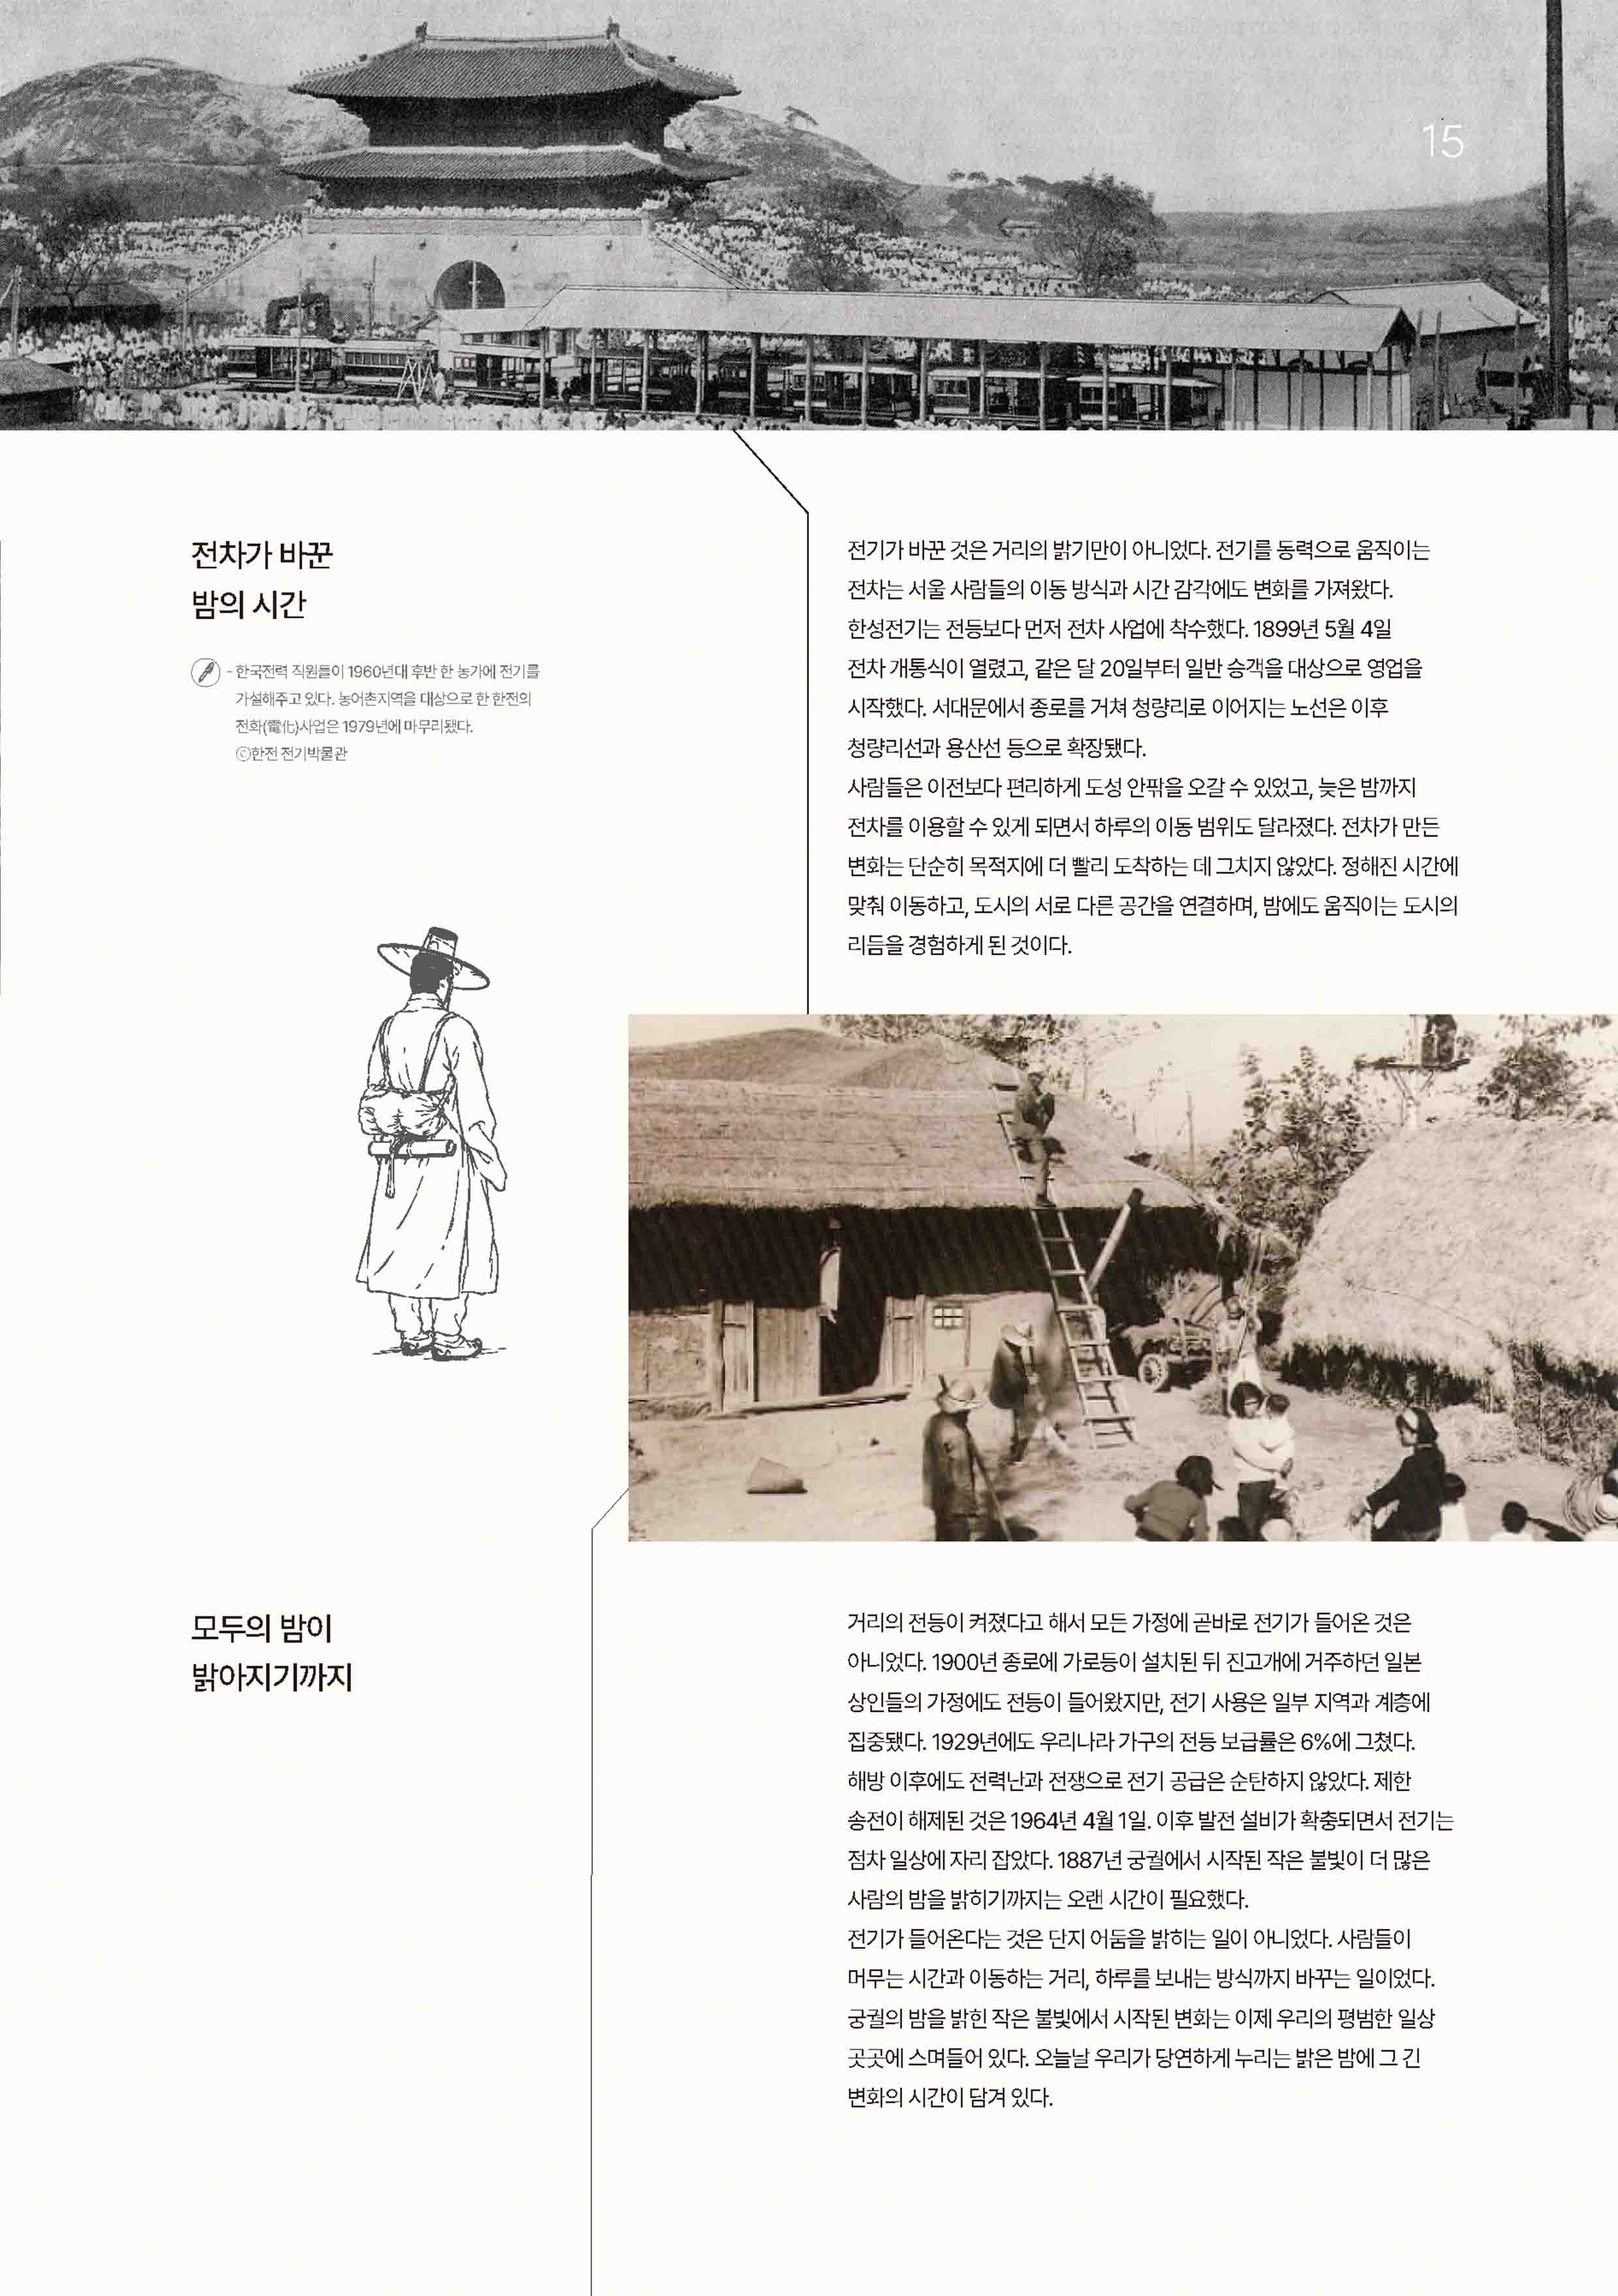 15
전차가 바꾼
밤의 시간
- 한국전력 직원들이 1960년대 후반 한 농가에 전기를
가설해주고 있다. 농어촌지역을 대상으로 한 한전의
전화(電化)사업은 1979년에 마무리됐다.
ⓒ한전 전기박물관
전기가 바꾼 것은 거리의 밝기만이 아니었다. 전기를 동력으로 움직이는
전차는 서울 사람들의 이동 방식과 시간 감각에도 변화를 가져왔다.
한성전기는 전등보다 먼저 전차 사업에 착수했다. 1899년 5월 4일
전차 개통식이 열렸고, 같은 달 20일부터 일반 승객을 대상으로 영업을
시작했다. 서대문에서 종로를 거쳐 청량리로 이어지는 노선은 이후
청량리선과 용산선 등으로 확장됐다.
사람들은 이전보다 편리하게 도성 안팎을 오갈 수 있었고, 늦은 밤까지
전차를 이용할 수 있게 되면서 하루의 이동 범위도 달라졌다. 전차가 만든
변화는 단순히 목적지에 더 빨리 도착하는 데 그치지 않았다. 정해진 시간에
맞춰 이동하고, 도시의 서로 다른 공간을 연결하며, 밤에도 움직이는 도시의
리듬을 경험하게 된 것이다.
모두의 밤이
밝아지기까지
거리의 전등이 켜졌다고 해서 모든 가정에 곧바로 전기가 들어온 것은
아니었다. 1900년 종로에 가로등이 설치된 뒤 진고개에 거주하던 일본
상인들의 가정에도 전등이 들어왔지만, 전기 사용은 일부 지역과 계층에
집중됐다. 1929년에도 우리나라 가구의 전등 보급률은 6%에 그쳤다.
해방 이후에도 전력난과 전쟁으로 전기 공급은 순탄하지 않았다. 제한
송전이 해제된 것은 1964년 4월 1일. 이후 발전 설비가 확충되면서 전기는
점차 일상에 자리 잡았다. 1887년 궁궐에서 시작된 작은 불빛이 더 많은
사람의 밤을 밝히기까지는 오랜 시간이 필요했다.
전기가 들어온다는 것은 단지 어둠을 밝히는 일이 아니었다. 사람들이
머무는 시간과 이동하는 거리, 하루를 보내는 방식까지 바꾸는 일이었다.
궁궐의 밤을 밝힌 작은 불빛에서 시작된 변화는 이제 우리의 평범한 일상
곳곳에 스며들어 있다. 오늘날 우리가 당연하게 누리는 밝은 밤에 그 긴
변화의 시간이 담겨 있다.